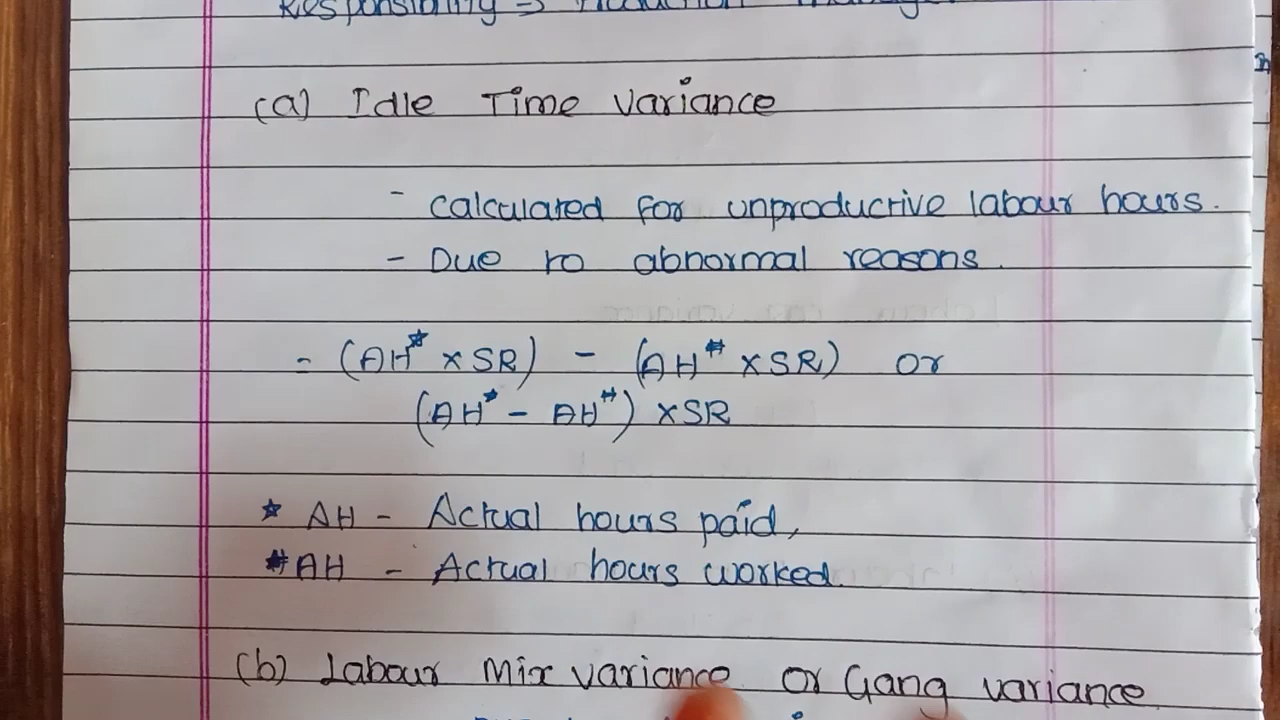 Responsibility →
(a) Idle Time variance
- calculated for unproductive labour hours.
- Due to abnormal reasons.
= (AH* × SR) - (AH# × SR) or
(AH* - AH#) × SR
* AH - Actual hours paid,
# AH - Actual hours worked.
(b) Labour Mix variance or Gang variance